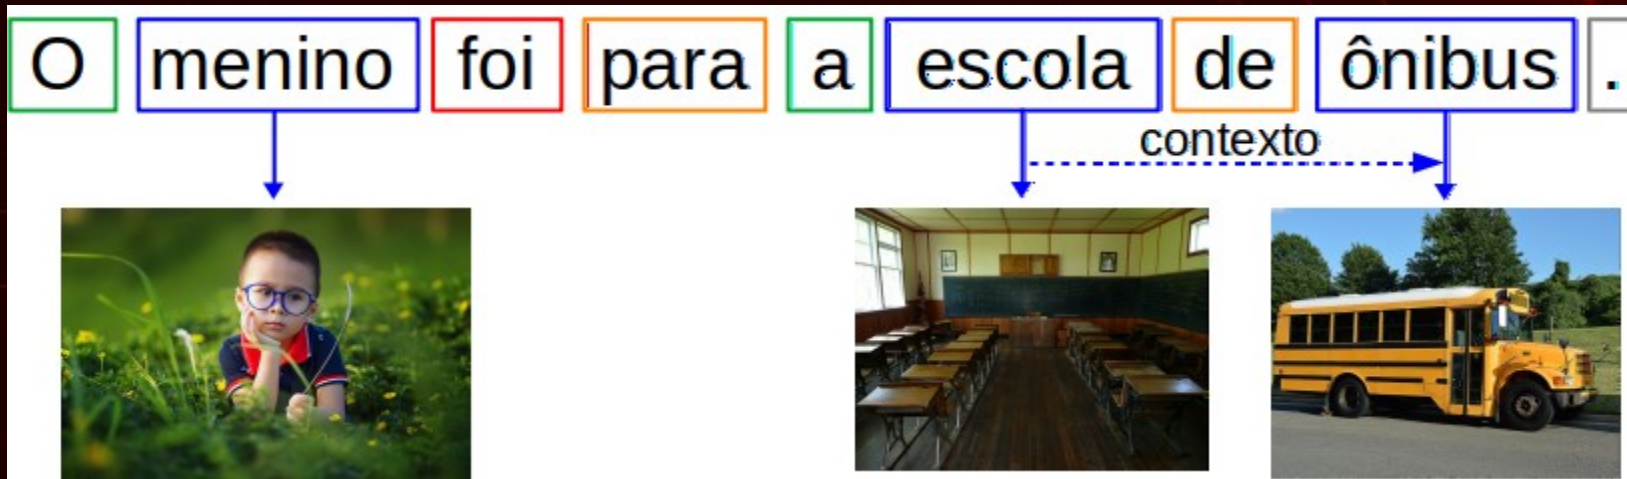 O menino foi para a escola de ônibus .
contexto